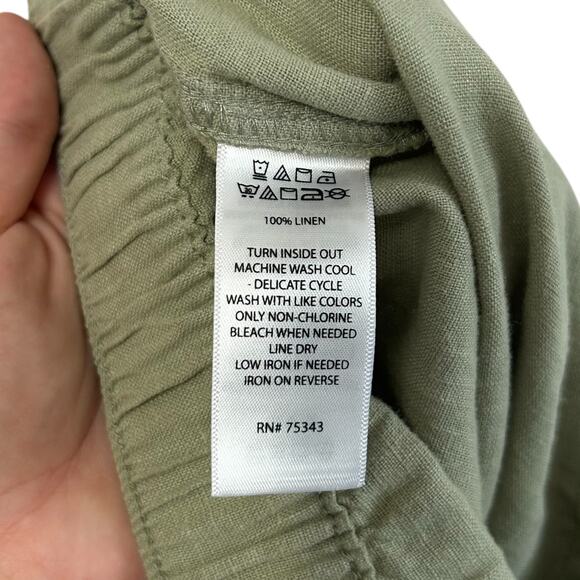 100% LINEN
TURN INSIDE OUT
MACHINE WASH COOL
- DELICATE CYCLE
WASH WITH LIKE COLORS
ONLY NON-CHLORINE
BLEACH WHEN NEEDED
LINE DRY
LOW IRON IF NEEDED
IRON ON REVERSE
RN# 75343